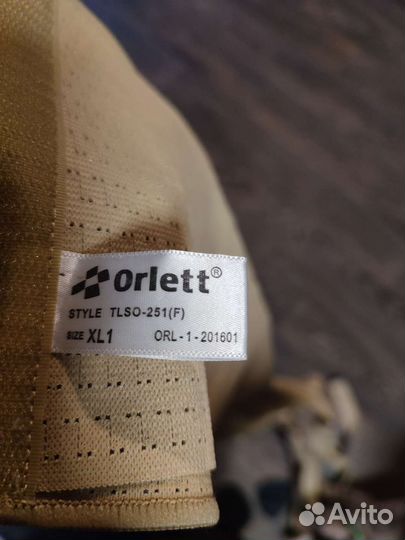 Orlett®
STYLE TLSO-251(F)
SIZE XL1 ORL-1-201601
Avito